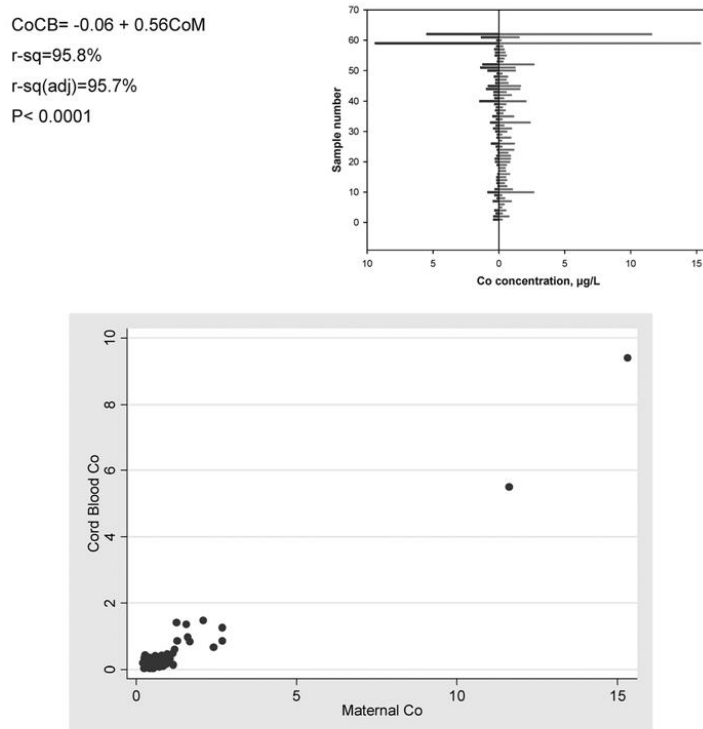 CoCB= -0.06 + 0.56CoM
r-sq=95.8%
r-sq(adj)=95.7%
P< 0.0001
Sample number
70
60
50
40
30
20
10
0
10 5 0 5 10 15
Co concentration, µg/L
Cord Blood Co
10
8
6
4
2
0
0 5 10 15
Maternal Co